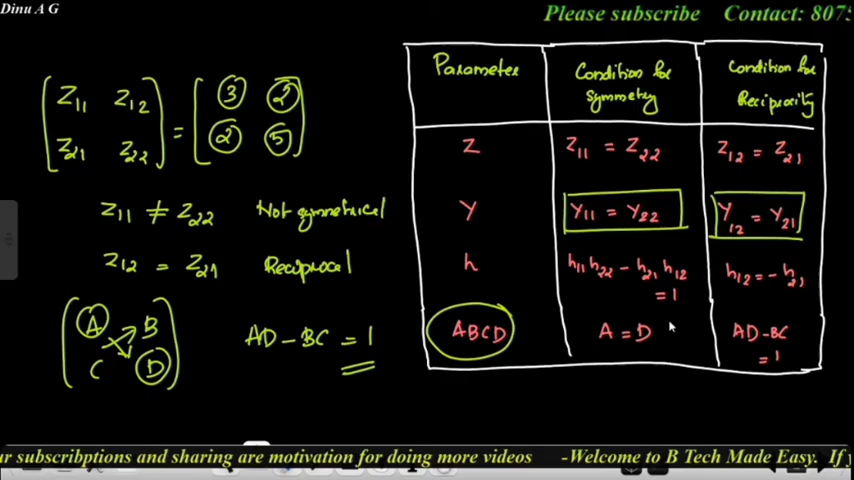 Dinu A G
Please subscribe Contact: 807
[Z11 Z12 Z21 Z22] = [3 2 2 5]
Z11 ≠ Z22 Not symmetrical
Z12 = Z21 Reciprocal
(A B C D) AD - BC = 1
Parameter Condition for Symmetry Condition for Reciprocity
Z Z11 = Z22 Z12 = Z21
Y Y11 = Y22 Y12 = Y21
h h11 h22 - h21 h12 = 1 h12 = - h21
ABCD A = D AD - BC = 1
ur subscribptions and sharing are motivation for doing more videos -Welcome to B Tech Made Easy. If